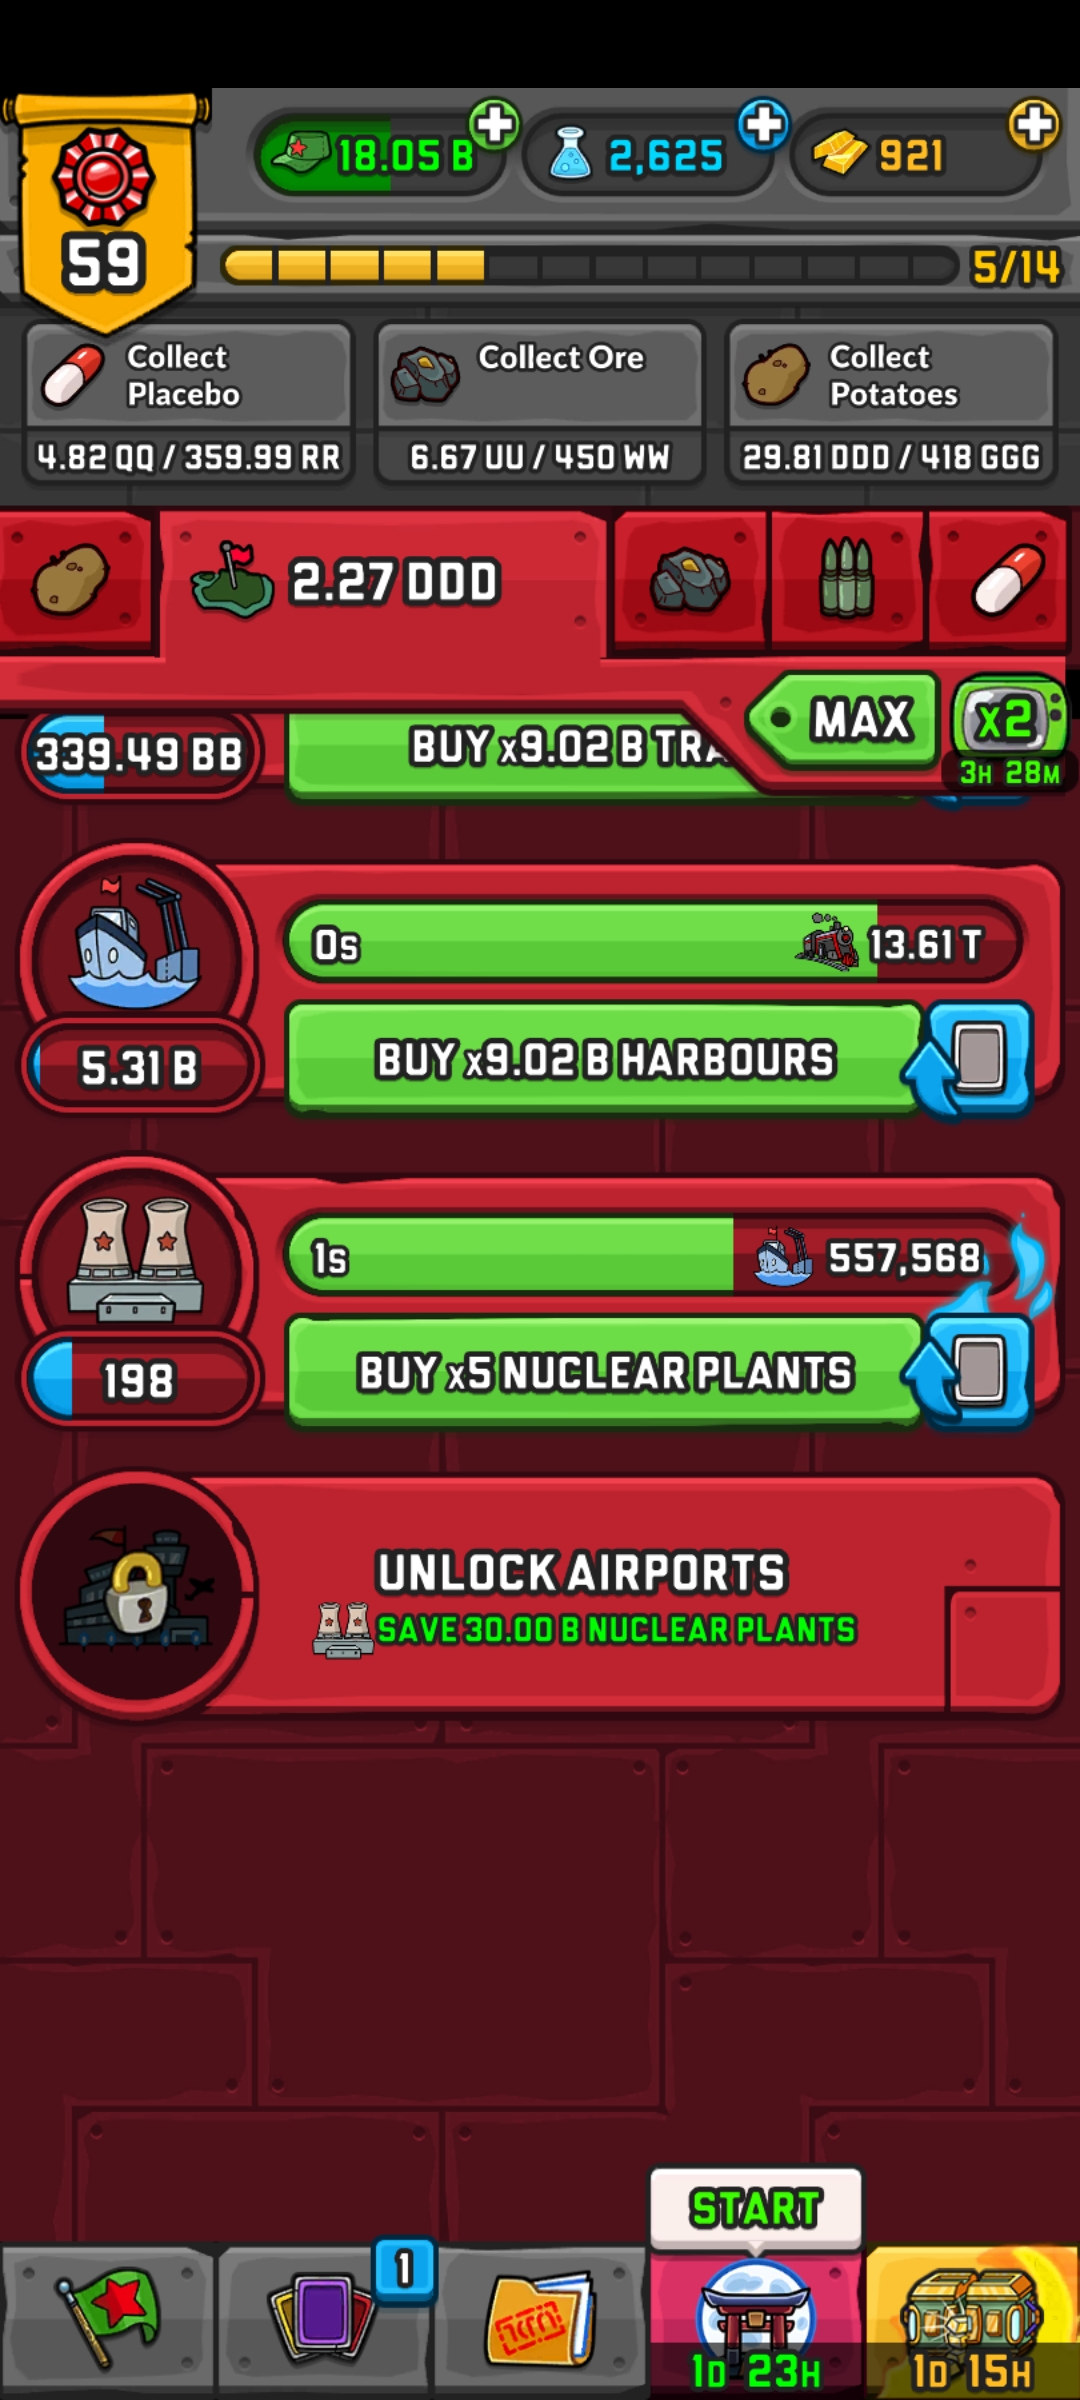 18.05 B
2,625
921
59
5/14
Collect
Placebo
4.82 QQ / 359.99 RR
Collect Ore
6.67 UU / 450 WW
Collect
Potatoes
29.81 DDD / 418 GGG
2.27 DDD
MAX
x2
3H 28M
339.49 BB
BUY x9.02 B TRA
0s
13.61 T
5.31 B
BUY x9.02 B HARBOURS
1s
557,568
198
BUY x5 NUCLEAR PLANTS
UNLOCK AIRPORTS
SAVE 30.00 B NUCLEAR PLANTS
START
1
1D 23H
1D 15H